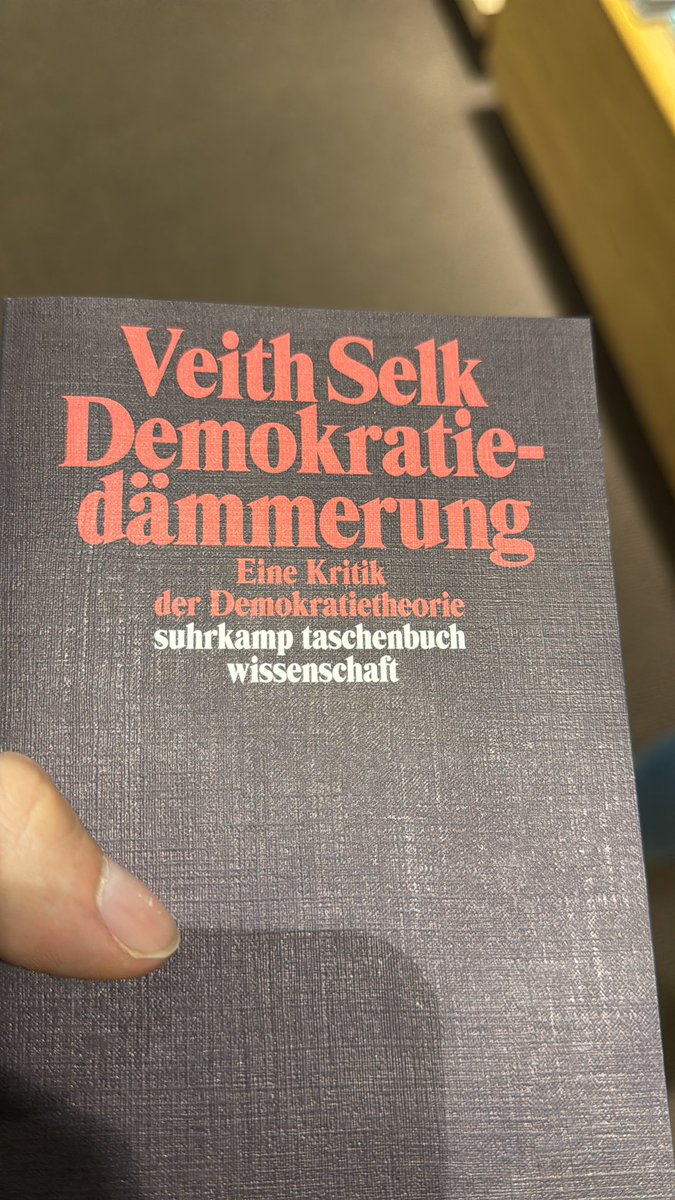 Veith Selk
Demokratie-
dämmerung
Eine Kritik
der Demokratietheorie
suhrkamp taschenbuch
wissenschaft